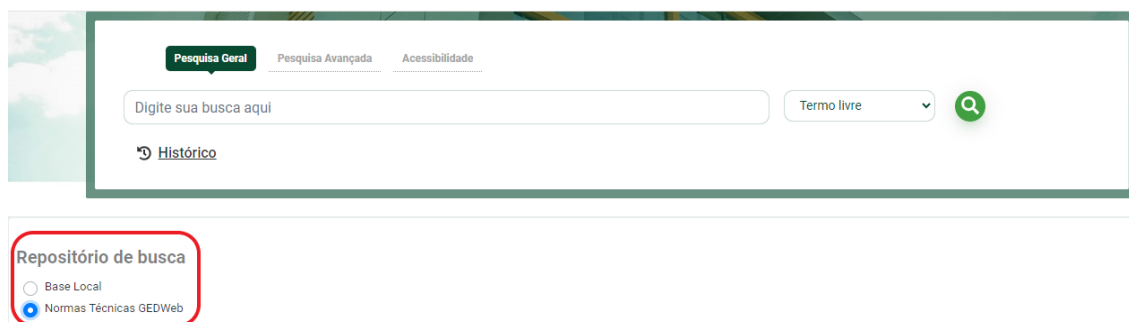 Pesquisa Geral Pesquisa Avançada Acessibilidade
Digite sua busca aqui Termo livre
Histórico
Repositório de busca
Base Local
Normas Técnicas GEDWeb